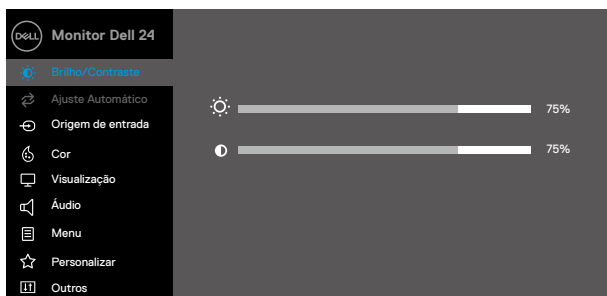 DELL Monitor Dell 24
Brilho/Contraste
Ajuste Automático
Origem de entrada
Cor
Visualização
Áudio
Menu
Personalizar
Outros
75%
75%